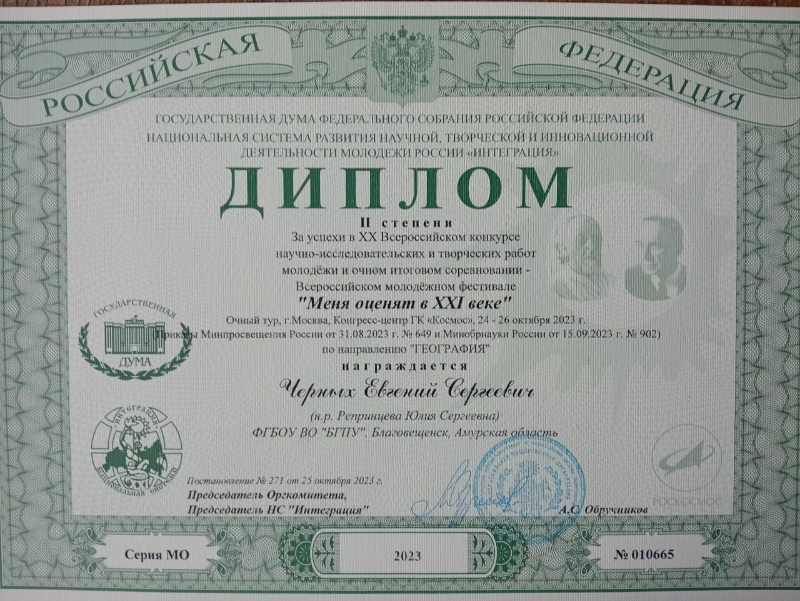 РОССИЙСКАЯ ФЕДЕРАЦИЯ
ГОСУДАРСТВЕННАЯ ДУМА ФЕДЕРАЛЬНОГО СОБРАНИЯ РОССИЙСКОЙ ФЕДЕРАЦИИ
НАЦИОНАЛЬНАЯ СИСТЕМА РАЗВИТИЯ НАУЧНОЙ, ТВОРЧЕСКОЙ И ИННОВАЦИОННОЙ
ДЕЯТЕЛЬНОСТИ МОЛОДЕЖИ РОССИИ «ИНТЕГРАЦИЯ»
ДИПЛОМ
II степени
За успехи в XX Всероссийском конкурсе
научно-исследовательских и творческих работ
молодёжи и очном итоговом соревновании -
Всероссийском молодёжном фестивале
"Меня оценят в XXI веке"
Очный тур, г.Москва, Конгресс-центр ГК «Космос», 24 - 26 октября 2023 г.
(Приказы Минпросвещения России от 31.08.2023 г. № 649 и Минобрнауки России от 15.09.2023 г. № 902)
по направлению "ГЕОГРАФИЯ"
награждается
Черных Евгений Сергеевич
(н.р. Репринцева Юлия Сергеевна)
ФГБОУ ВО "БГПУ", Благовещенск, Амурская область
ГОСУДАРСТВЕННАЯ
ДУМА
ИНТЕГРАЦИЯ
НАЦИОНАЛЬНАЯ СИСТЕМА
РОСКОСМОС
Постановление № 271 от 25 октября 2023 г.
Председатель Оргкомитета,
Председатель НС "Интеграция"
А.С. Обручников
Серия МО
2023
№ 010665